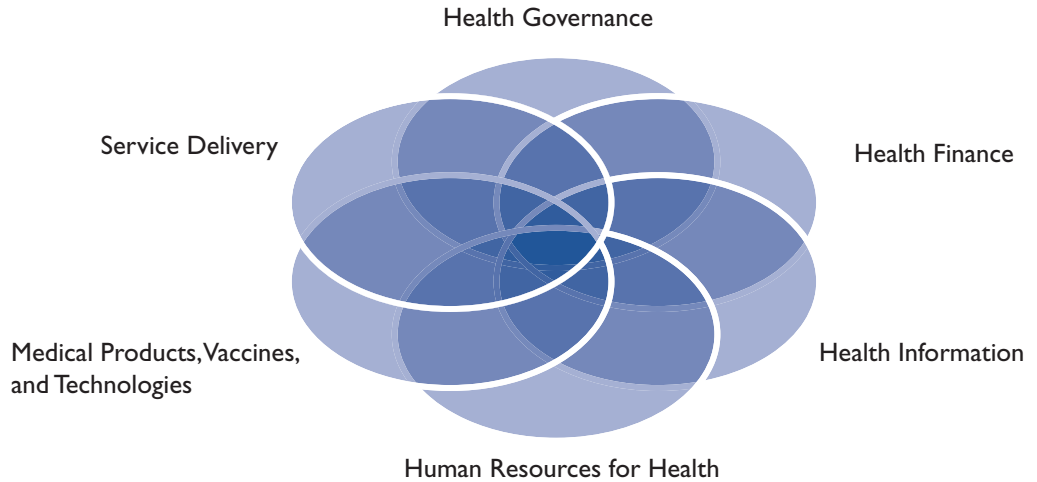 Health Governance
Service Delivery
Health Finance
Medical Products, Vaccines,
and Technologies
Health Information
Human Resources for Health